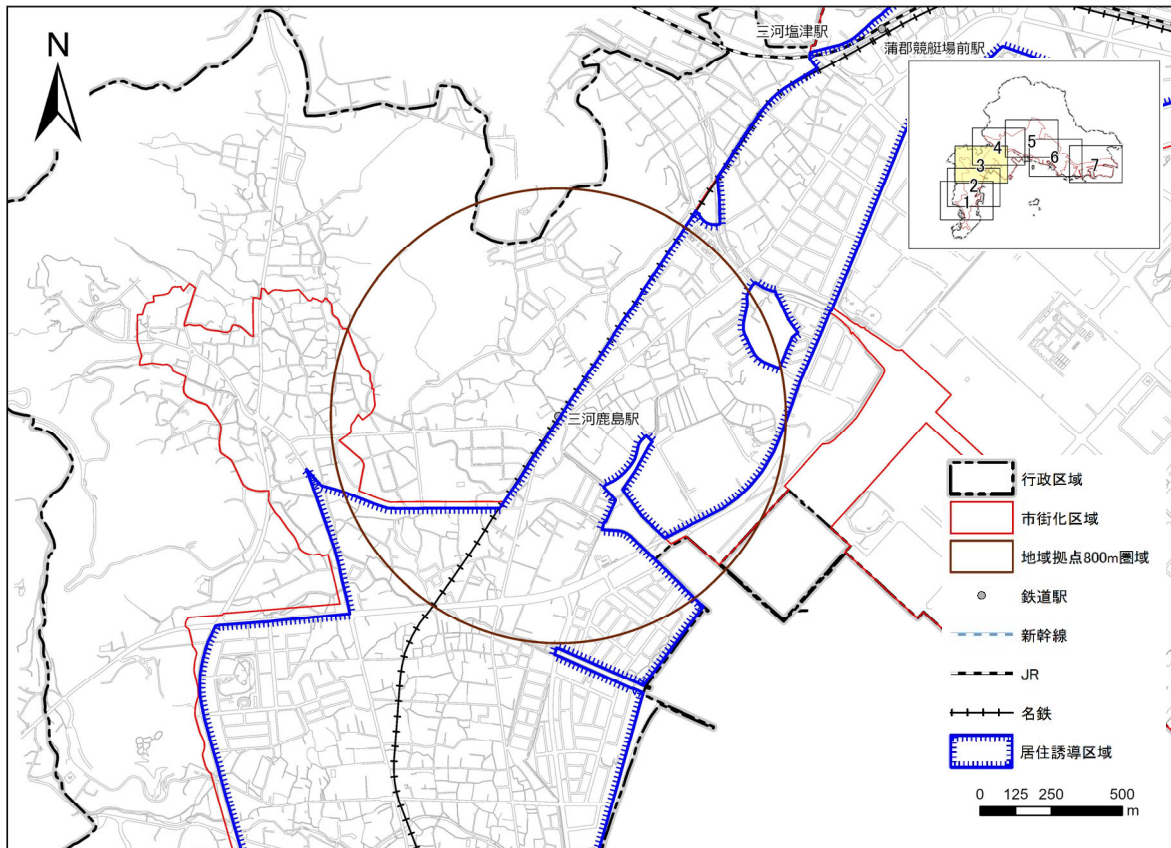 三河塩津駅
蒲郡競艇場前駅
N
4
5
6
7
3
2
1
三河鹿島駅
行政区域
市街化区域
地域拠点800m圏域
鉄道駅
新幹線
JR
名鉄
居住誘導区域
0 125 250 500
m